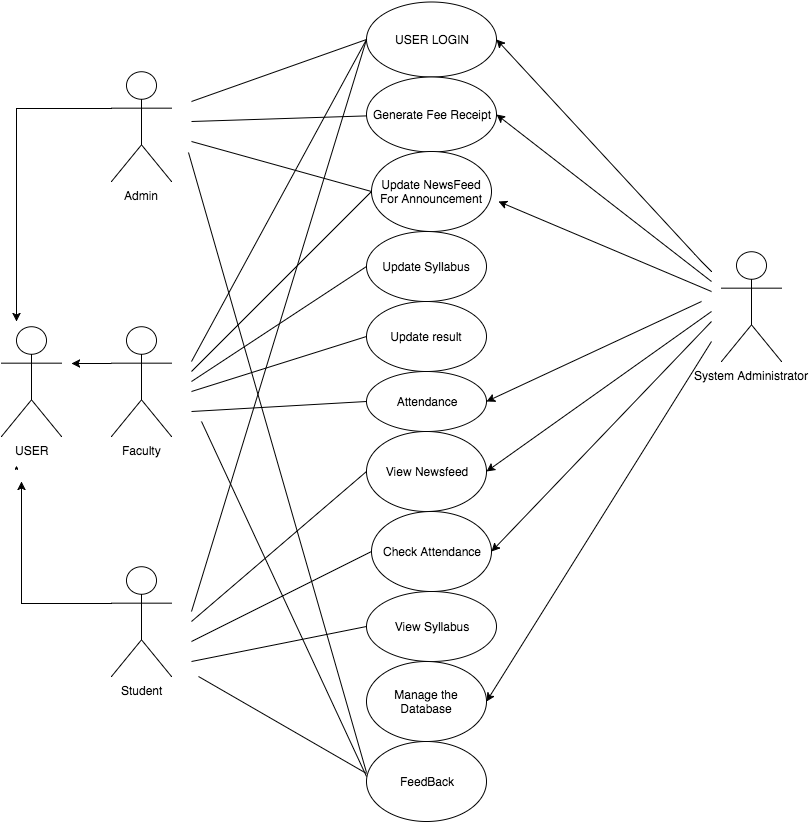 USER LOGIN
Generate Fee Receipt
Admin
Update NewsFeed
For Announcement
Update Syllabus
Update result
System Administrator
Attendance
USER
Faculty
View Newsfeed
Check Attendance
View Syllabus
Student
Manage the
Database
FeedBack